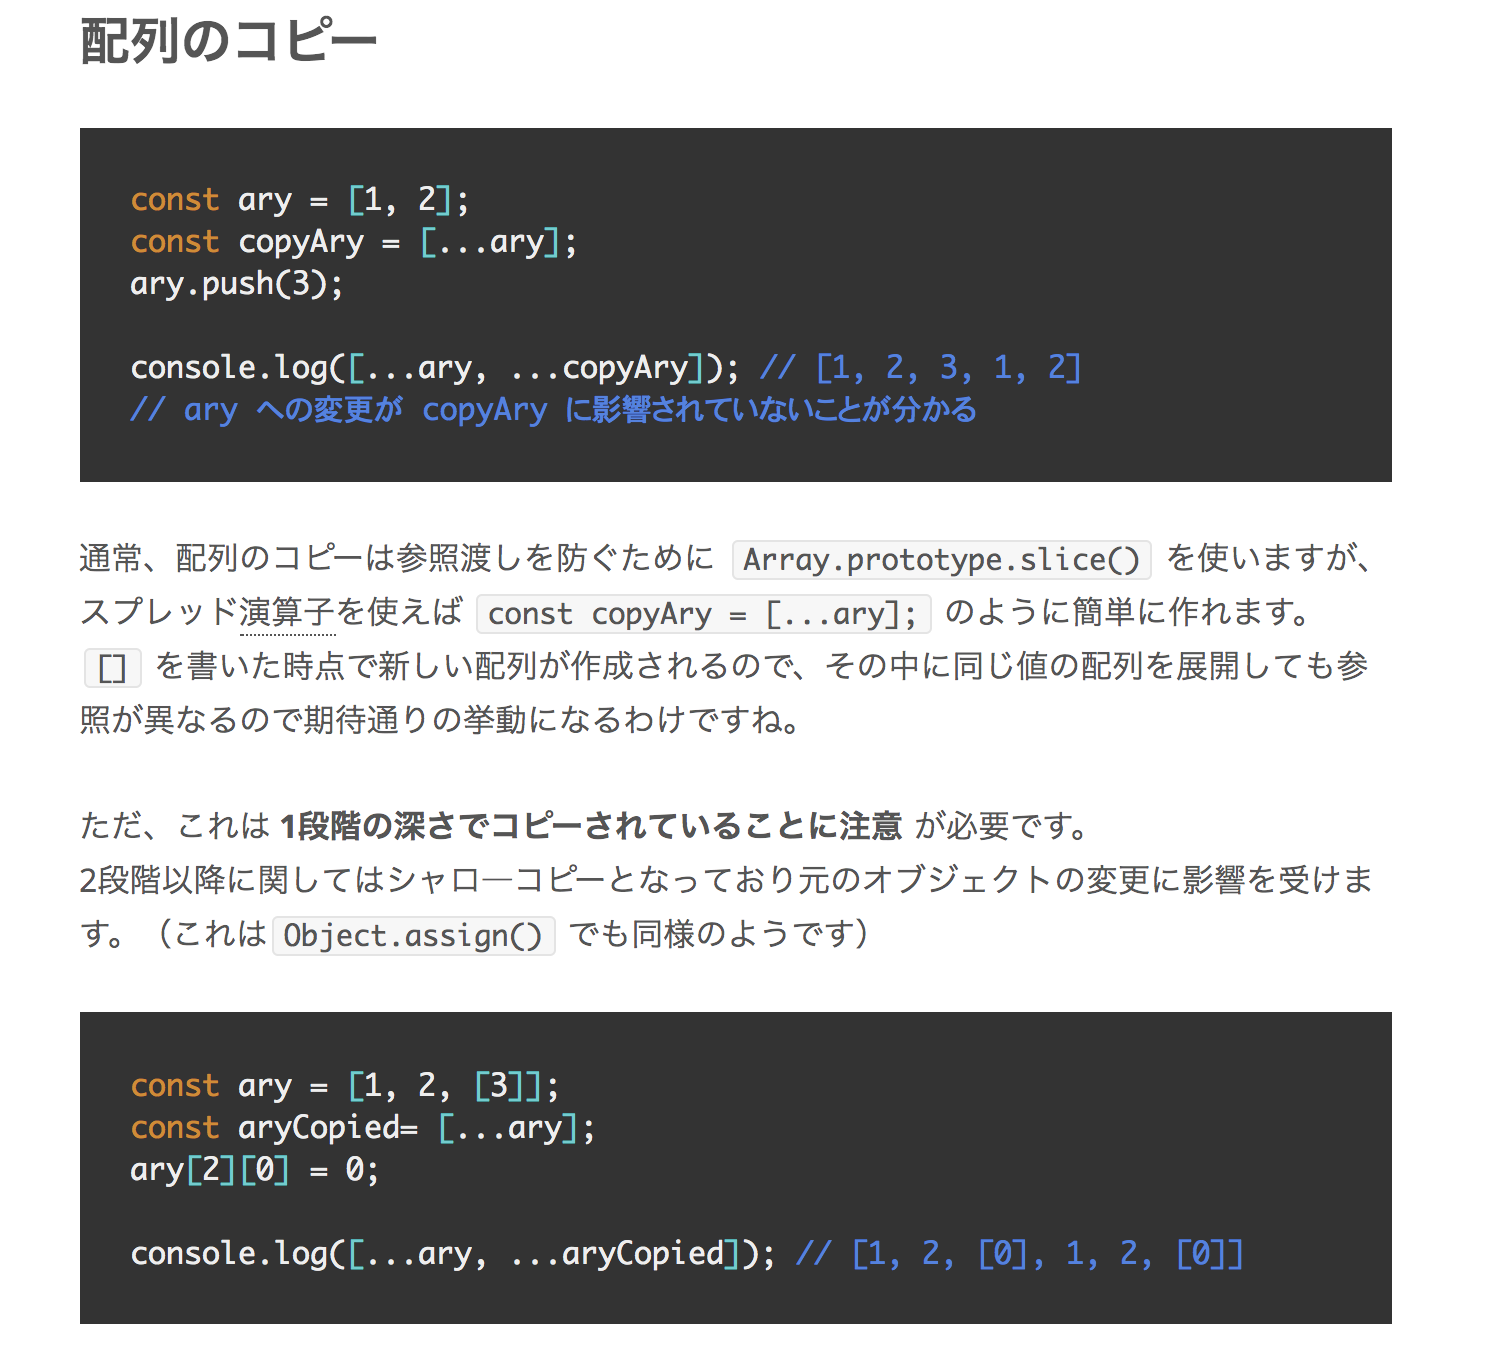 配列のコピー
const ary = [1, 2];
const copyAry = [...ary];
ary.push(3);
console.log([...ary, ...copyAry]); // [1, 2, 3, 1, 2]
// ary への変更が copyAry に影響されていないことが分かる
通常、配列のコピーは参照渡しを防ぐために Array.prototype.slice() を使いますが、
スプレッド演算子を使えば const copyAry = [...ary]; のように簡単に作れます。
[] を書いた時点で新しい配列が作成されるので、その中に同じ値の配列を展開しても参
照が異なるので期待通りの挙動になるわけですね。
ただ、これは 1段階の深さでコピーされていることに注意 が必要です。
2段階以降に関してはシャロ―コピーとなっており元のオブジェクトの変更に影響を受けま
す。（これは Object.assign() でも同様のようです）
const ary = [1, 2, [3]];
const aryCopied= [...ary];
ary[2][0] = 0;
console.log([...ary, ...aryCopied]); // [1, 2, [0], 1, 2, [0]]